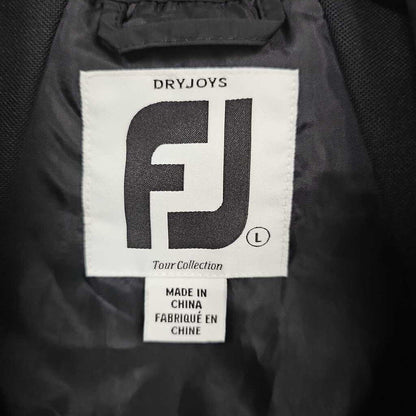 DRYJOYS
FJ
L
Tour Collection
MADE IN
CHINA
FABRIQUÉ EN
CHINE